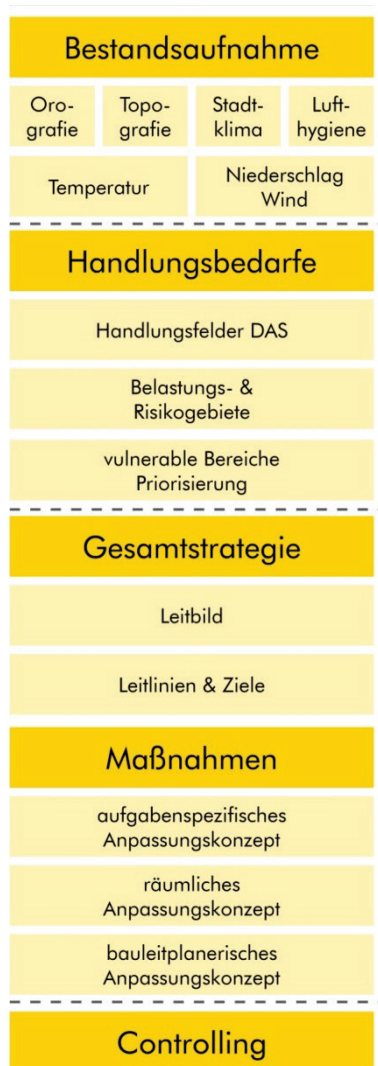 Bestandsaufnahme
Oro-
grafie
Topo-
grafie
Stadt-
klima
Luft-
hygiene
Temperatur
Niederschlag
Wind
Handlungsbedarfe
Handlungsfelder DAS
Belastungs- &
Risikogebiete
vulnerable Bereiche
Priorisierung
Gesamtstrategie
Leitbild
Leitlinien & Ziele
Maßnahmen
aufgabenspezifisches
Anpassungskonzept
räumliches
Anpassungskonzept
bauleitplanerisches
Anpassungskonzept
Controlling